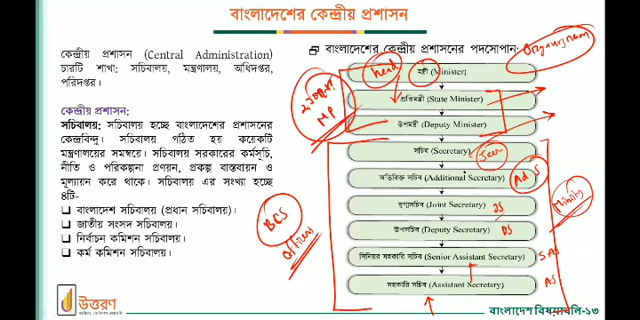 বাংলাদেশের কেন্দ্রীয় প্রশাসন
কেন্দ্রীয় প্রশাসন (Central Administration)
চারটি শাখা: সচিবালয়, মন্ত্রণালয়, অধিদপ্তর,
পরিদপ্তর।
কেন্দ্রীয় প্রশাসন:
সচিবালয়: সচিবালয় হচ্ছে বাংলাদেশের প্রশাসনের
কেন্দ্রবিন্দু। সচিবালয় গঠিত হয় কয়েকটি
মন্ত্রণালয়ের সমন্বয়ে। সচিবালয় সরকারের কর্মসূচি,
নীতি ও পরিকল্পনা প্রণয়ন, প্রকল্প বাস্তবায়ন ও
মূল্যায়ন করে থাকে। সচিবালয় এর সংখ্যা হচ্ছে
৪টি-
বাংলাদেশ সচিবালয় (প্রধান সচিবালয়)।
জাতীয় সংসদ সচিবালয়।
নির্বাচন কমিশন সচিবালয়।
কর্ম কমিশন সচিবালয়।
বাংলাদেশের কেন্দ্রীয় প্রশাসনের পদসোপান:
Organogram
head
মন্ত্রী (Minister)
প্রতিমন্ত্রী (State Minister)
MP
উপমন্ত্রী (Deputy Minister)
সচিব (Secretary)
Secr
অতিরিক্ত সচিব (Additional Secretary)
Ad S
যুগ্মসচিব (Joint Secretary)
JS
উপসচিব (Deputy Secretary)
DS
BCS
officers
সিনিয়র সহকারি সচিব (Senior Assistant Secretary)
S AS
সহকারি সচিব (Assistant Secretary)
AS
উত্তরণ
বাংলাদেশ বিষয়াবলি-১৩